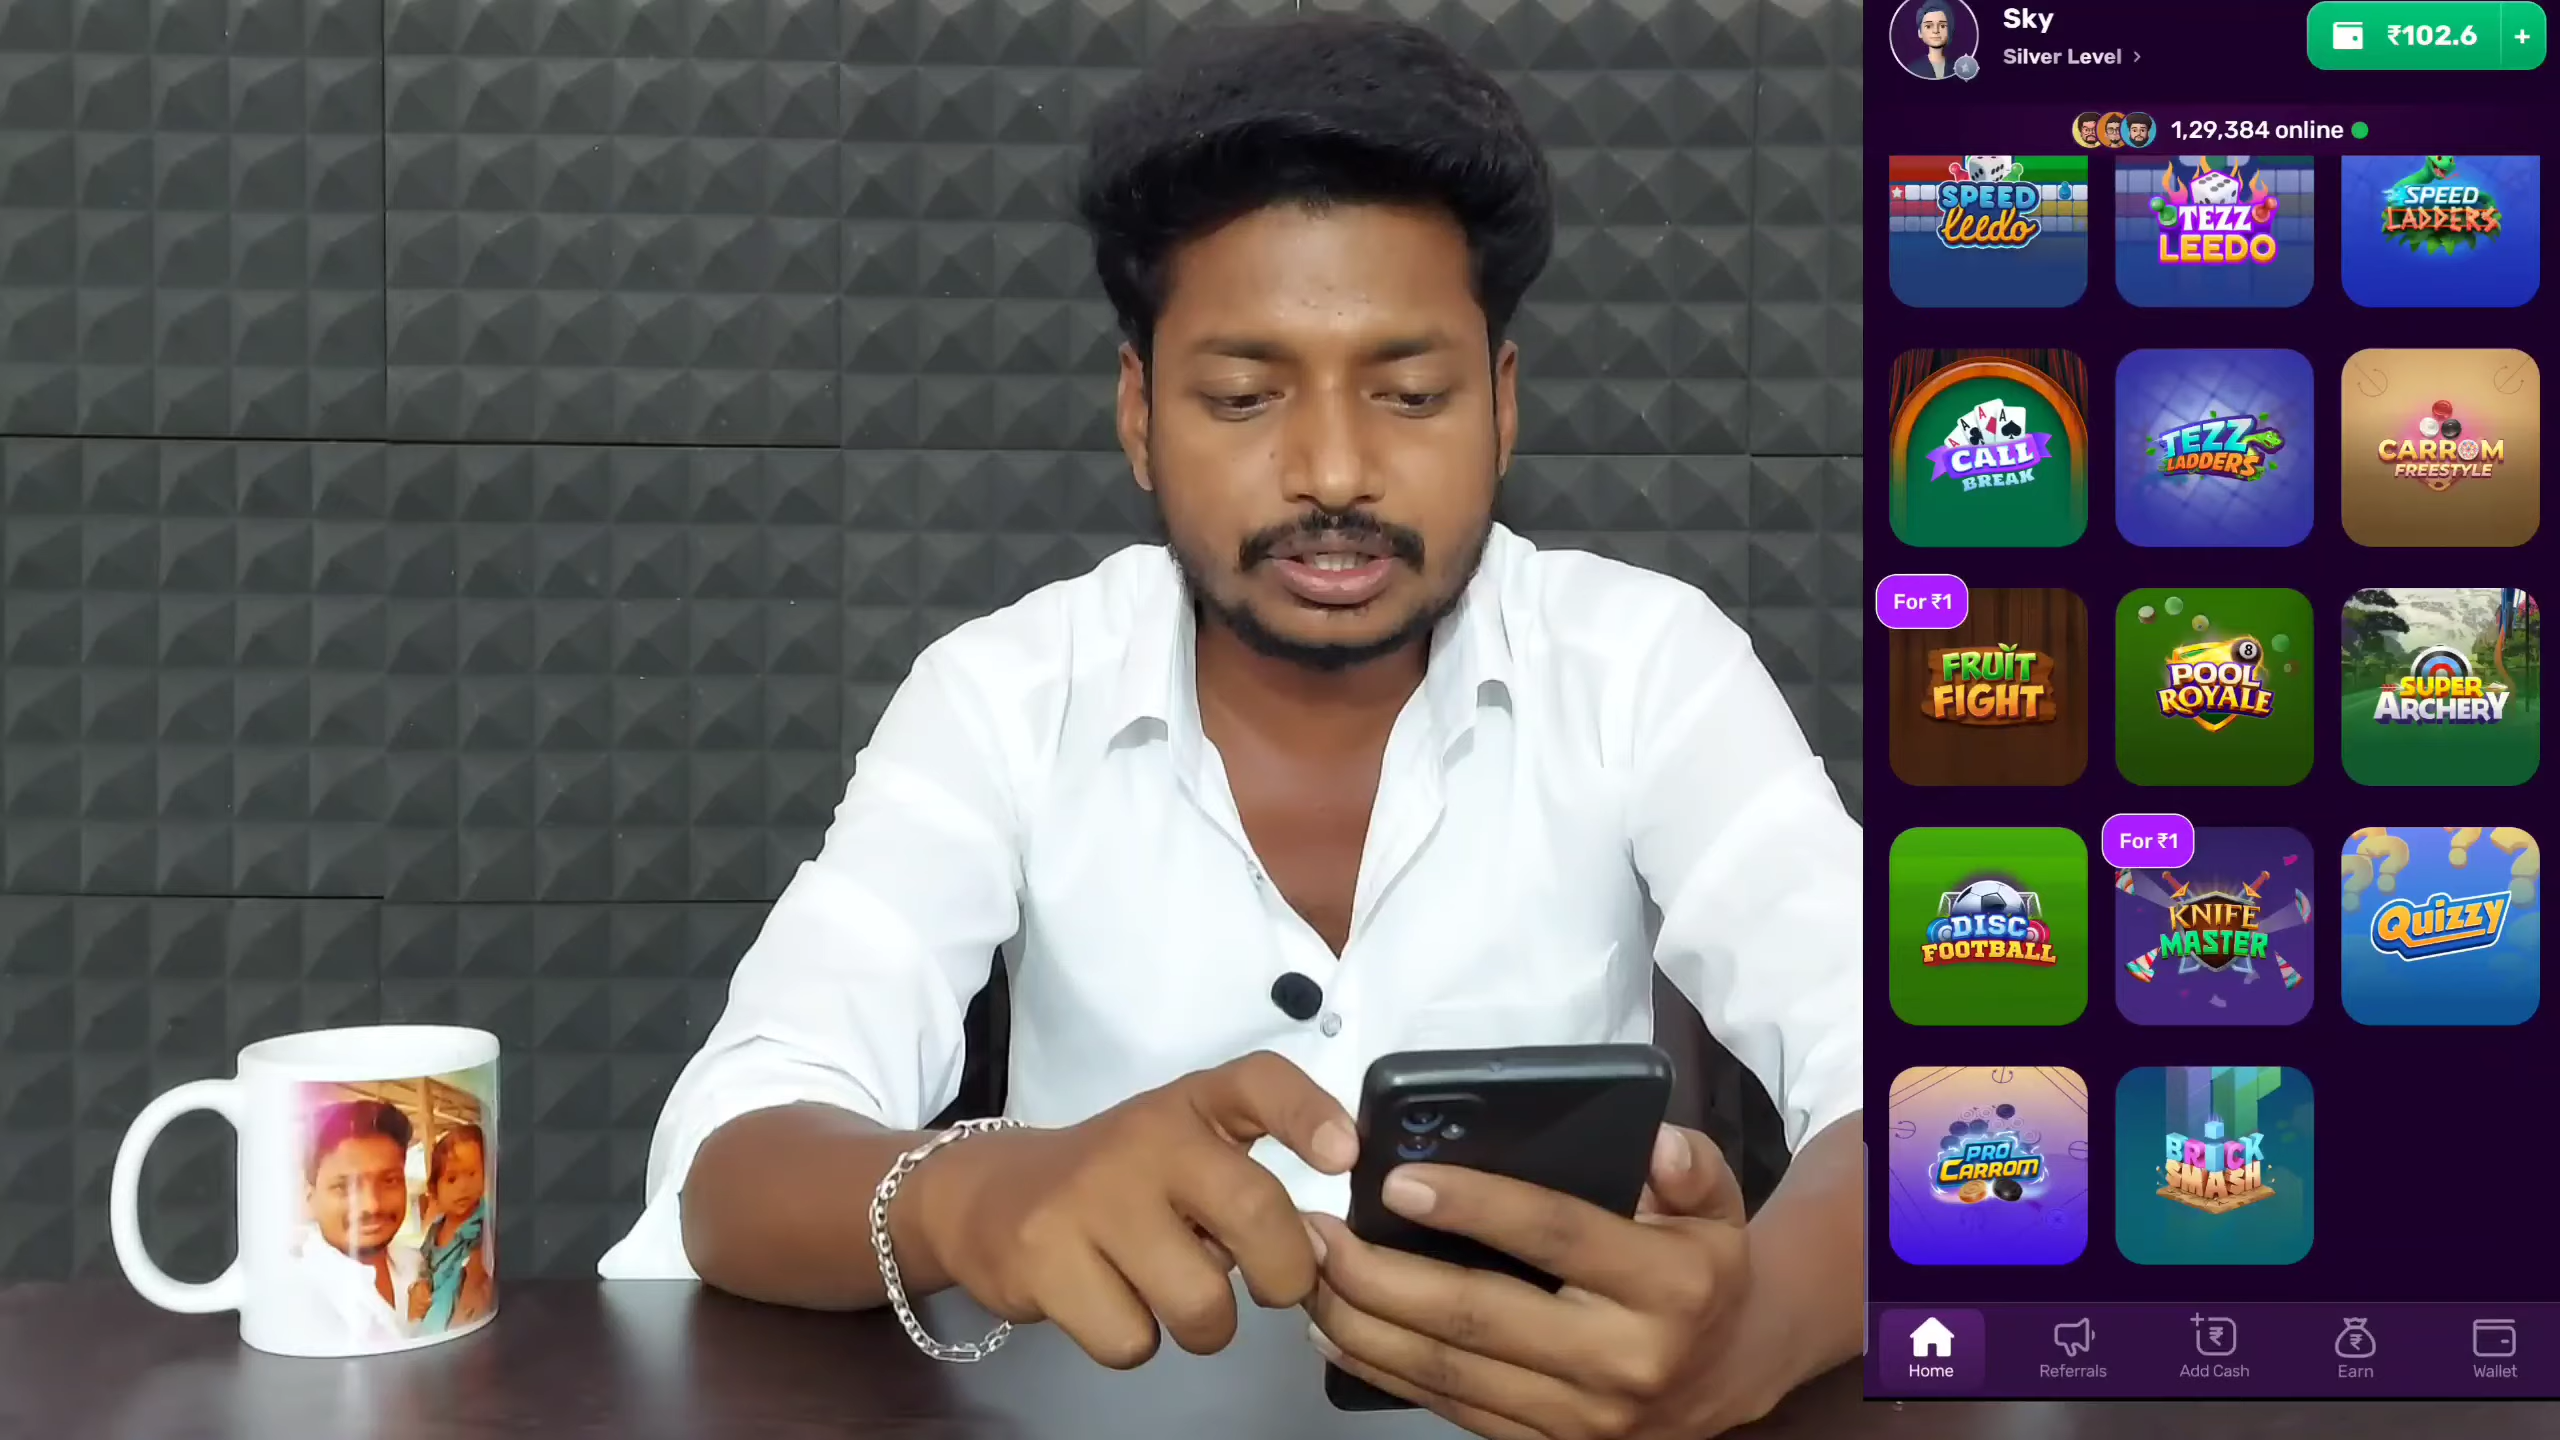 Sky
Silver Level >
₹102.6 +
1,29,384 online
SPEED
leedo
TEZZ
LEEDO
SPEED
LADDERS
CALL
BREAK
TEZZ
LADDERS
CARROM
FREESTYLE
For ₹1
FRUIT
FIGHT
8
POOL
ROYALE
SUPER
ARCHERY
DISC
FOOTBALL
For ₹1
KNIFE
MASTER
Quizzy
PRO
CARROM
BRICK
SMASH
Home
Referrals
Add Cash
Earn
Wallet